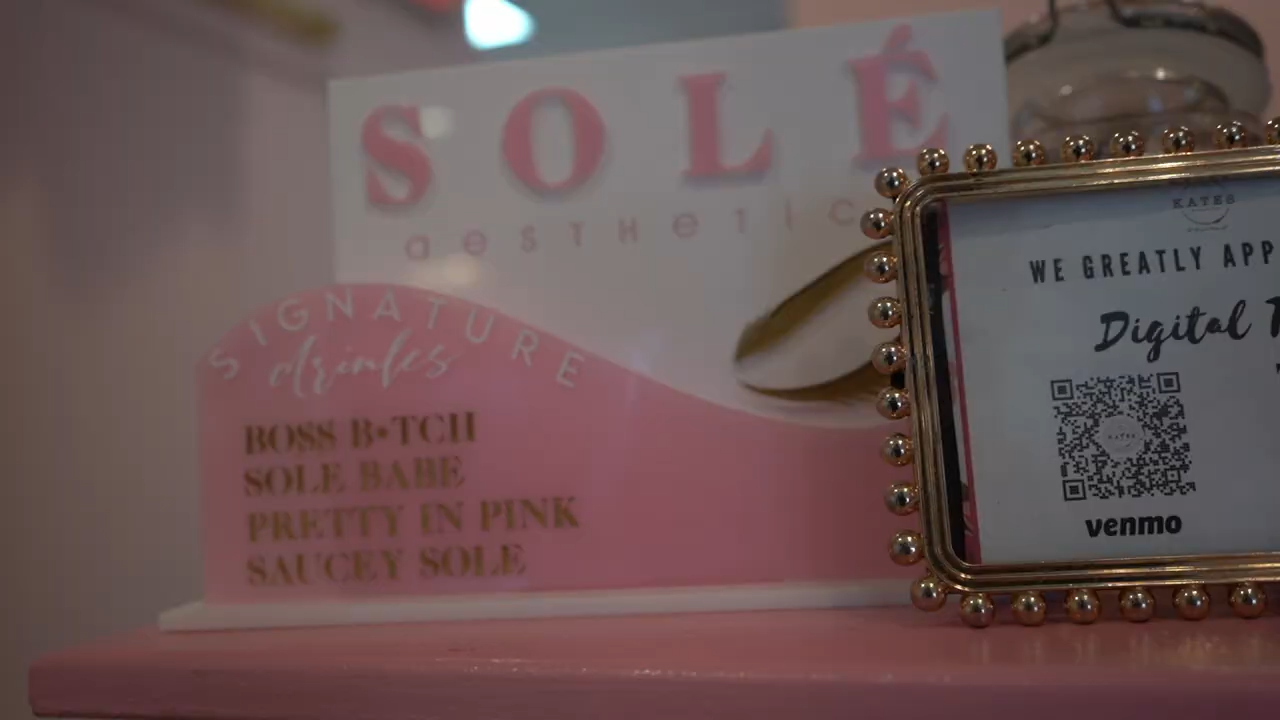 SOLÉ
aesthetic
SIGNATURE
drinks
BOSS B•TCH
SOLE BABE
PRETTY IN PINK
SAUCEY SOLE
KATES
WE GREATLY APP
Digital
KATES
venmo